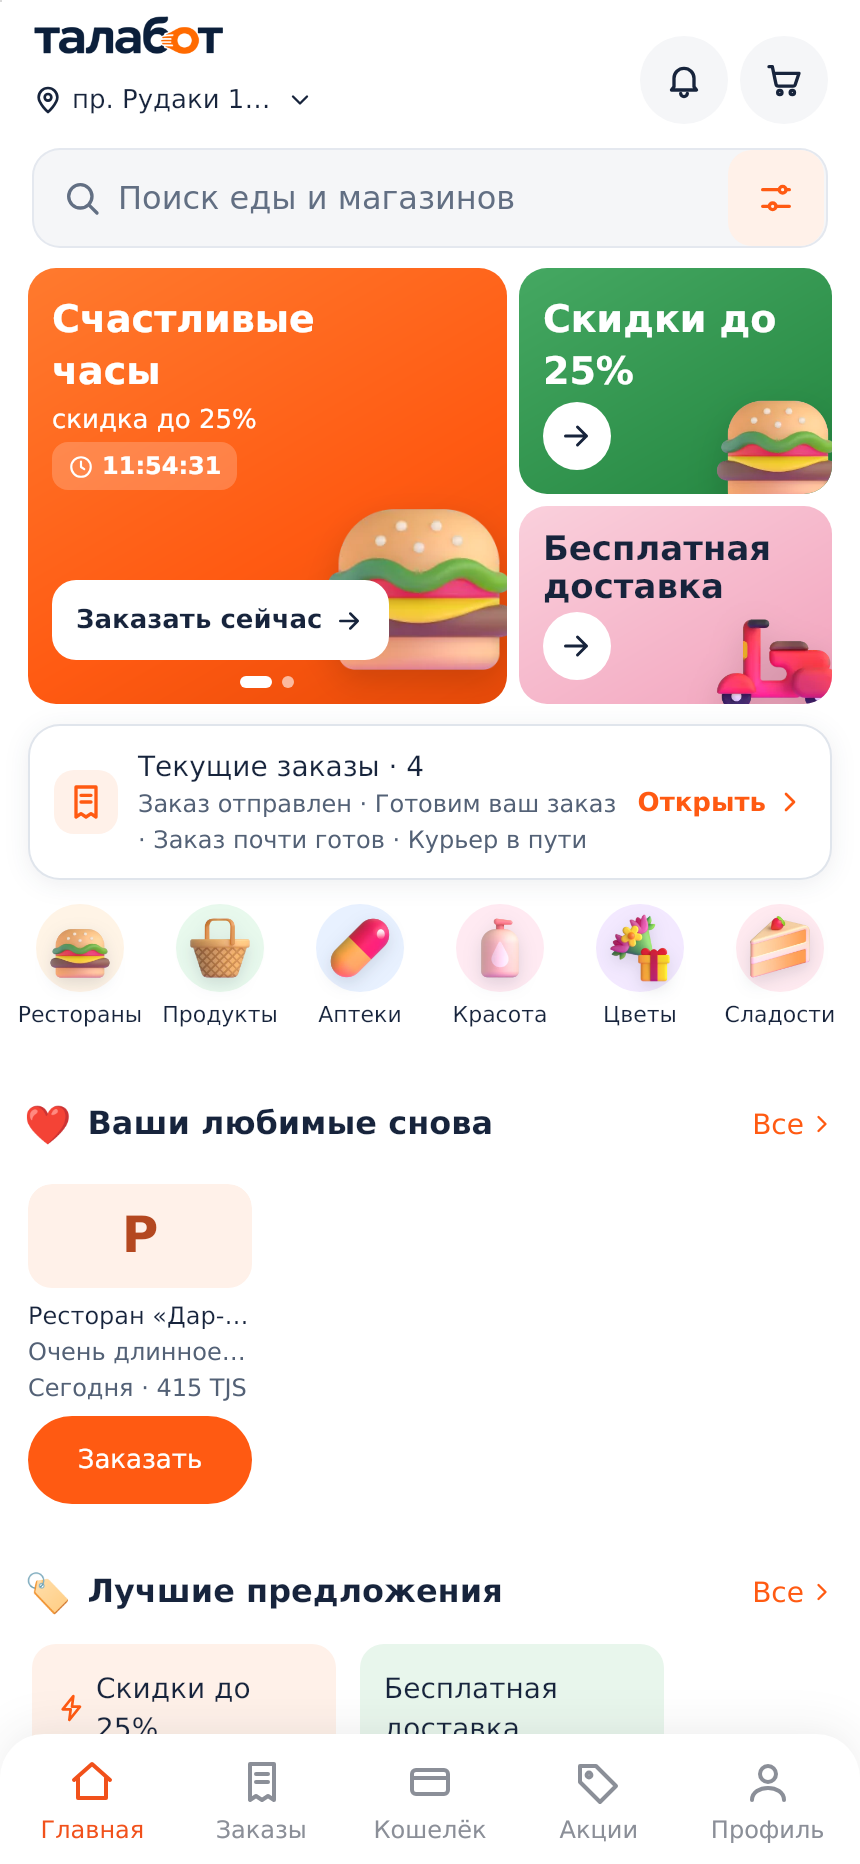 талабот
пр. Рудаки 1...
Поиск еды и магазинов
Счастливые
часы
скидка до 25%
11:54:31
Заказать сейчас
Скидки до
25%
Бесплатная
доставка
Текущие заказы · 4
Заказ отправлен · Готовим ваш заказ
· Заказ почти готов · Курьер в пути
Открыть
Рестораны
Продукты
Аптеки
Красота
Цветы
Сладости
Ваши любимые снова
Все
Р
Ресторан «Дар-...
Очень длинное...
Сегодня · 415 TJS
Заказать
Лучшие предложения
Все
Скидки до
25%
Бесплатная
доставка
Главная
Заказы
Кошелёк
Акции
Профиль